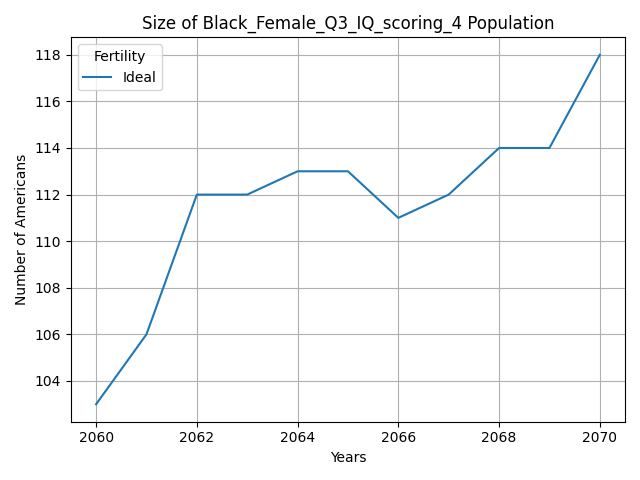 Size of Black_Female_Q3_IQ_scoring_4 Population
Fertility
Ideal
118
116
114
112
110
108
106
104
Number of Americans
2060 2062 2064 2066 2068 2070
Years